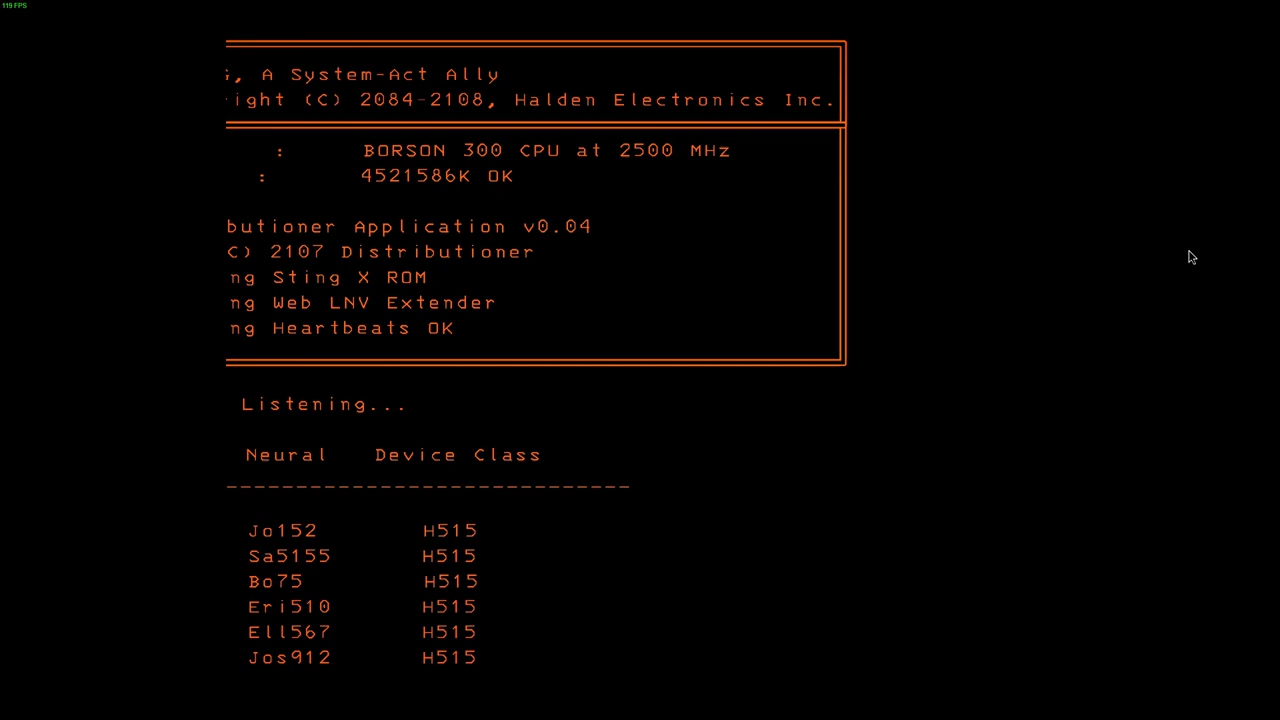 119 FPS
, A System-Act Ally
right (C) 2084-2108, Halden Electronics Inc.
: BORSON 300 CPU at 2500 MHz
: 4521586K OK
butioner Application v0.04
C) 2107 Distributioner
ng Sting X ROM
ng Web LNV Extender
ng Heartbeats OK
Listening...
Neural Device Class
-----------------------------
Jo152 H515
Sa5155 H515
Bo75 H515
Eri510 H515
Ell567 H515
Jos912 H515